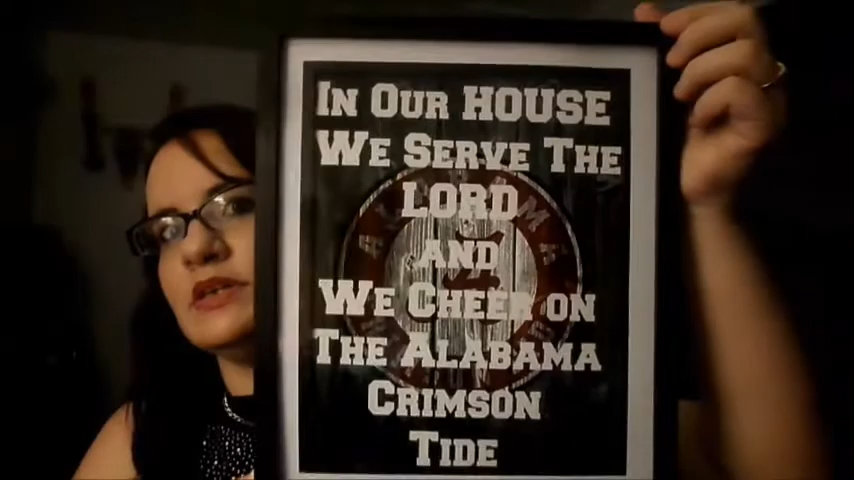 In Our HOUSE
We Serve The
LORD
AND
We Cheer on
The Alabama
Crimson
Tide